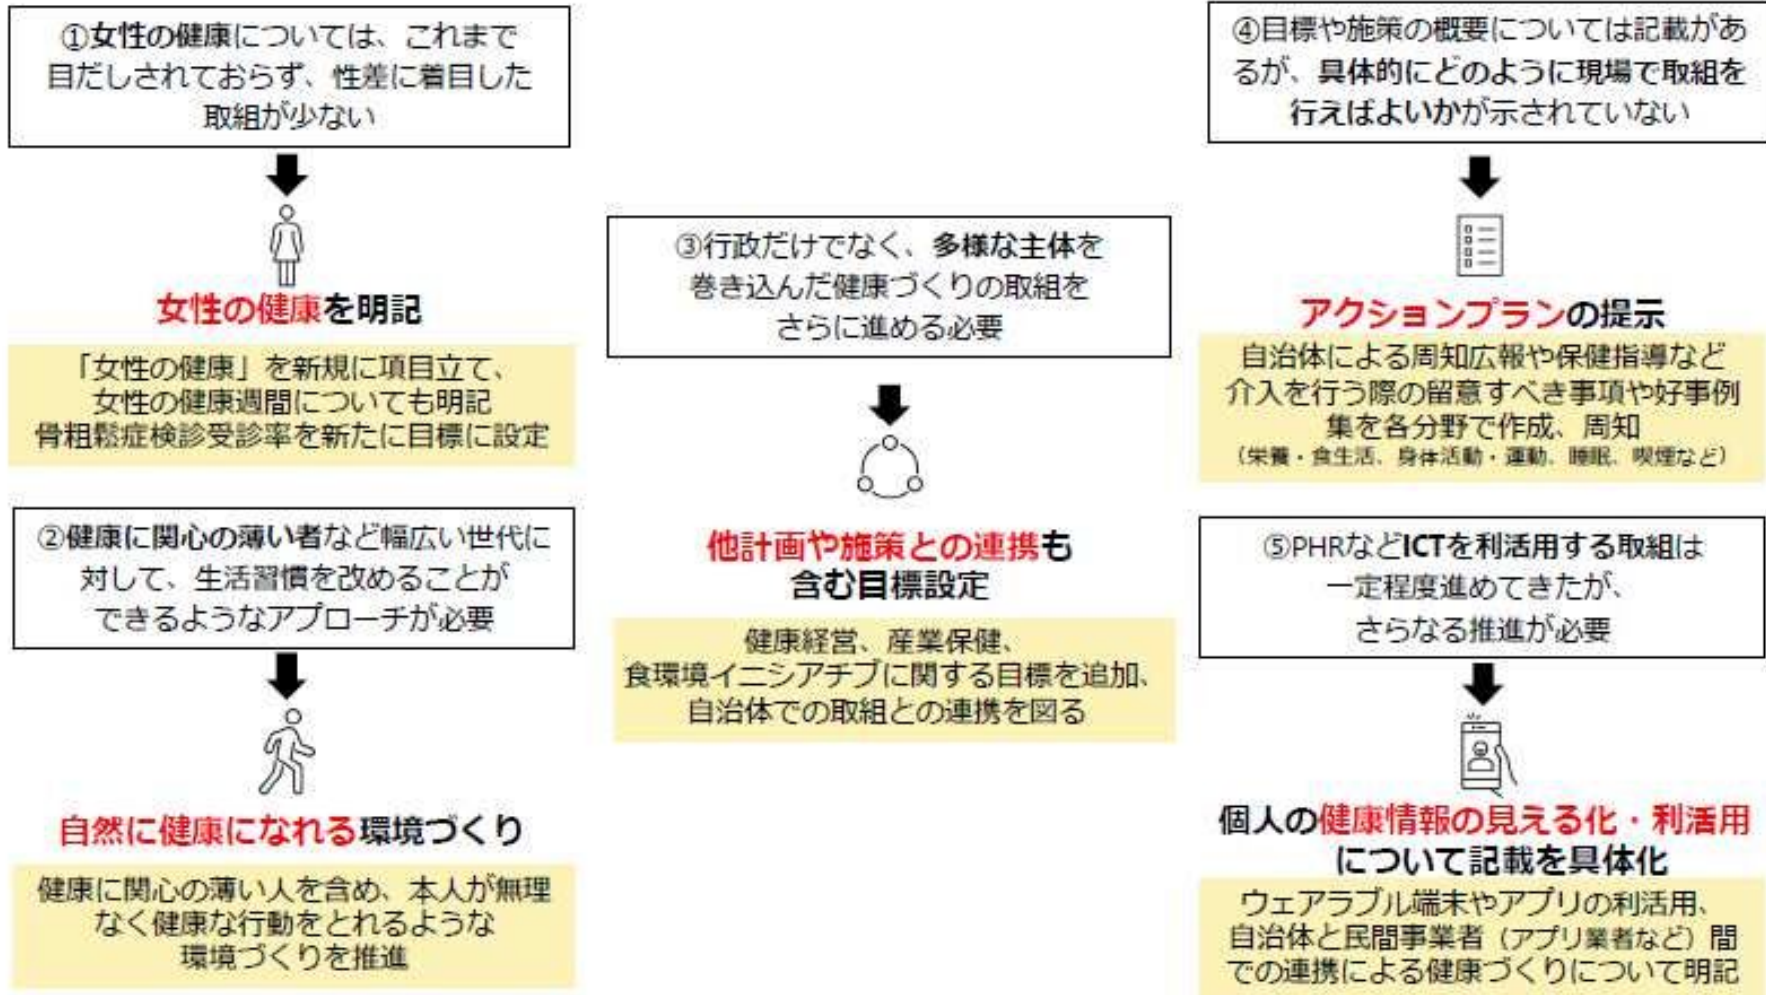 ①女性の健康については、これまで
目だしされておらず、性差に着目した
取組が少ない
女性の健康を明記
「女性の健康」を新規に項目立て、
女性の健康週間についても明記
骨粗鬆症検診受診率を新たに目標に設定
②健康に関心の薄い者など幅広い世代に
対して、生活習慣を改めることが
できるようなアプローチが必要
自然に健康になれる環境づくり
健康に関心の薄い人を含め、本人が無理
なく健康な行動をとれるような
環境づくりを推進
③行政だけでなく、多様な主体を
巻き込んだ健康づくりの取組を
さらに進める必要
他計画や施策との連携も
含む目標設定
健康経営、産業保健、
食環境イニシアチブに関する目標を追加、
自治体での取組との連携を図る
④目標や施策の概要については記載があ
るが、具体的にどのように現場で取組を
行えばよいかが示されていない
アクションプランの提示
自治体による周知広報や保健指導など
介入を行う際の留意すべき事項や好事例
集を各分野で作成、周知
（栄養・食生活、身体活動・運動、睡眠、喫煙など）
⑤PHRなどICTを利活用する取組は
一定程度進めてきたが、
さらなる推進が必要
個人の健康情報の見える化・利活用
について記載を具体化
ウェアラブル端末やアプリの利活用、
自治体と民間事業者（アプリ業者など）間
での連携による健康づくりについて明記